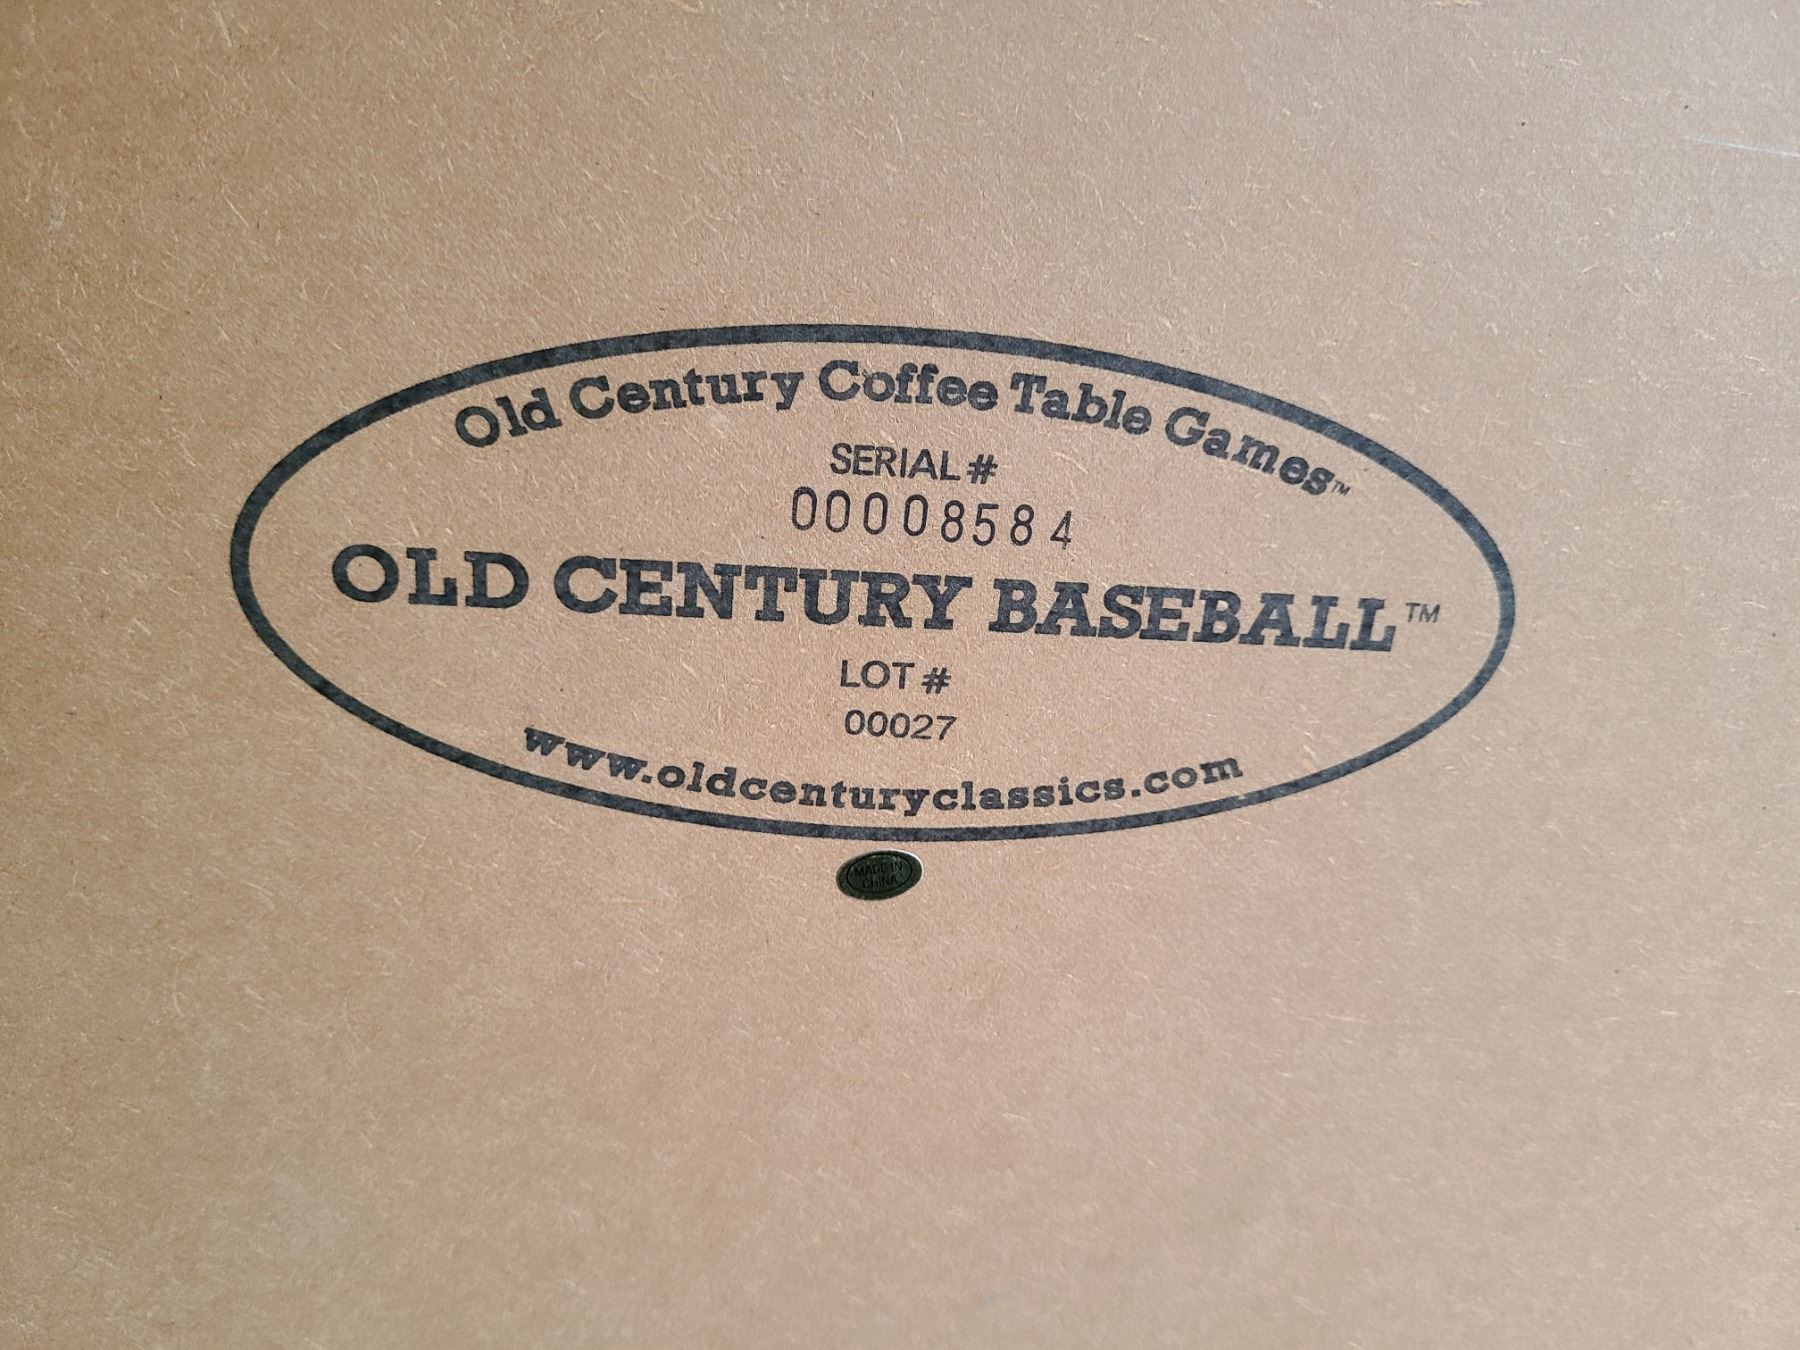 Old Century Coffee Table Games™
SERIAL #
00008584
OLD CENTURY BASEBALL™
LOT #
00027
www.oldcenturyclassics.com
MADE IN
CHINA